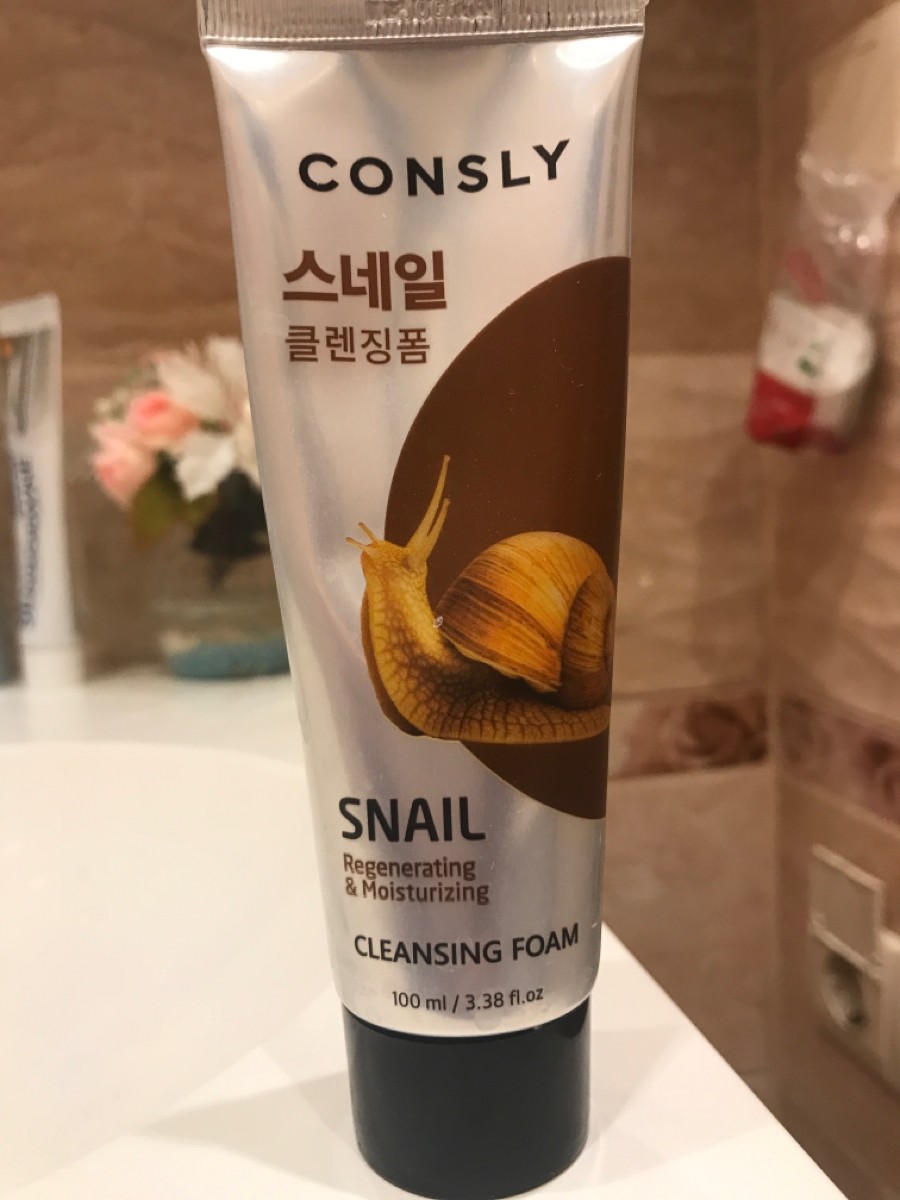 CONSLY
스네일
클렌징폼
SNAIL
Regenerating
& Moisturizing
CLEANSING FOAM
100 ml / 3.38 fl.oz